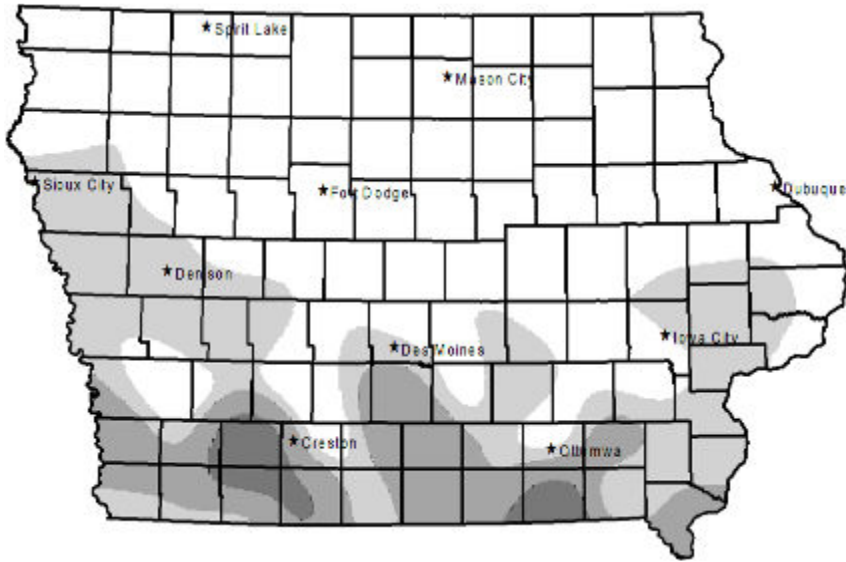 Spirit Lake
Mason City
Sioux City
Fort Dodge
Dubuque
Denison
Iowa City
Des Moines
Creston
Ottumwa